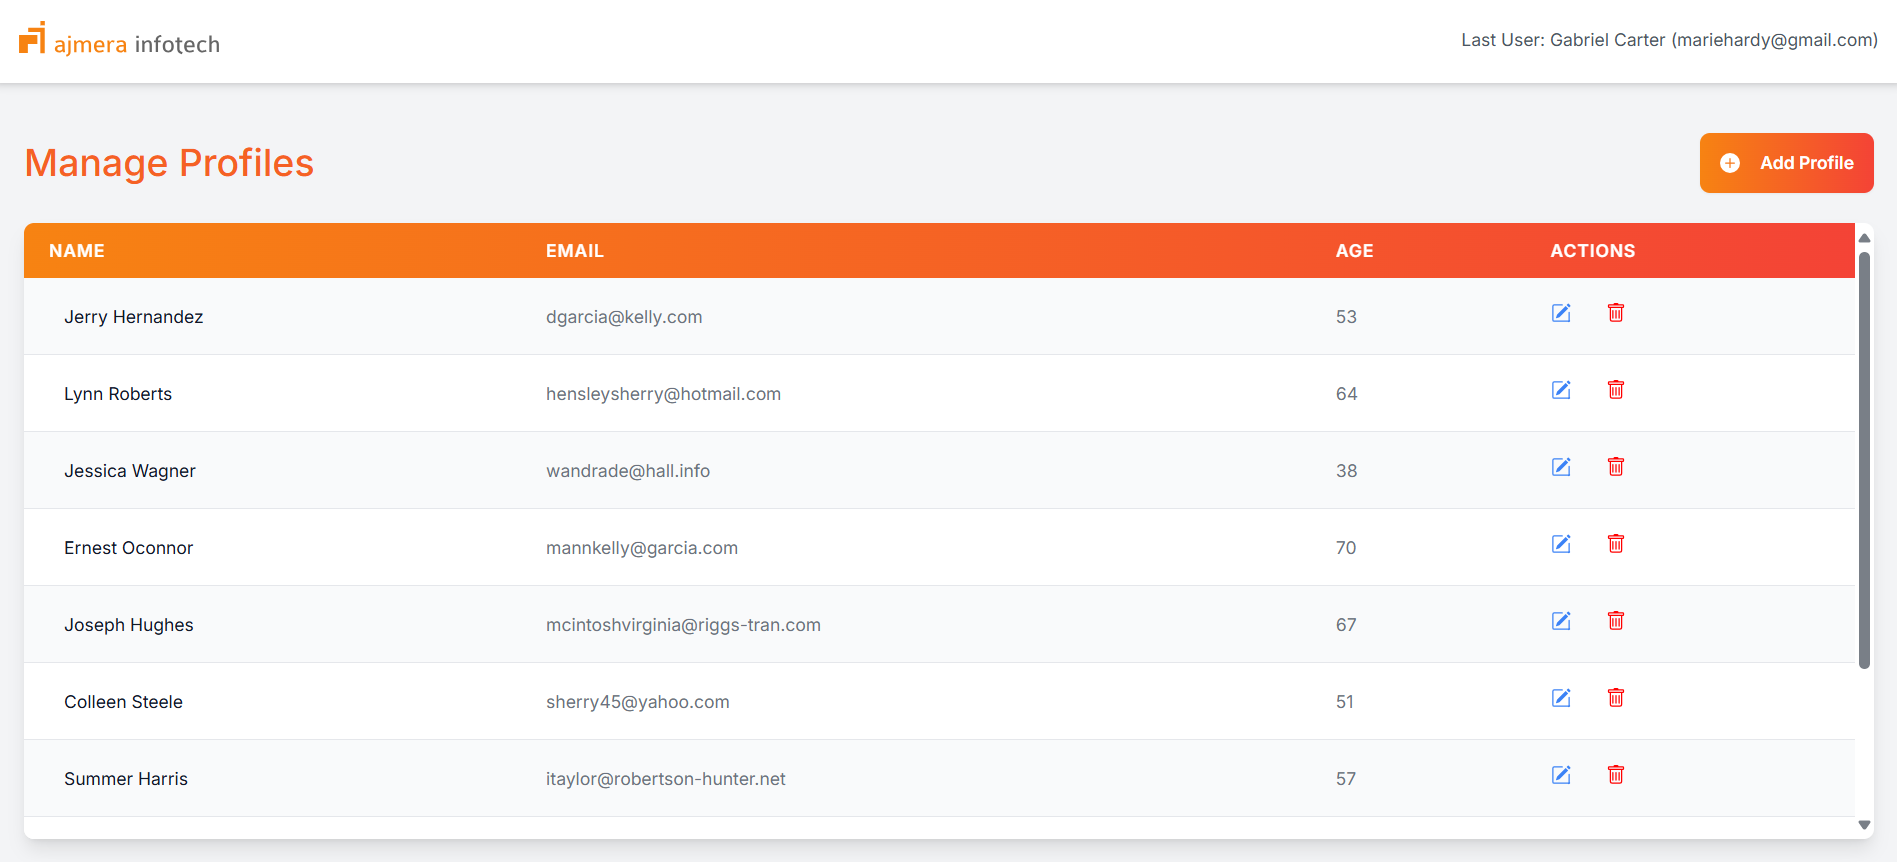 ajmera infotech
Last User: Gabriel Carter (mariehardy@gmail.com)
Manage Profiles
Add Profile
NAME EMAIL AGE ACTIONS
Jerry Hernandez dgarcia@kelly.com 53
Lynn Roberts hensleysherry@hotmail.com 64
Jessica Wagner wandrade@hall.info 38
Ernest Oconnor mannkelly@garcia.com 70
Joseph Hughes mcintoshvirginia@riggs-tran.com 67
Colleen Steele sherry45@yahoo.com 51
Summer Harris itaylor@robertson-hunter.net 57